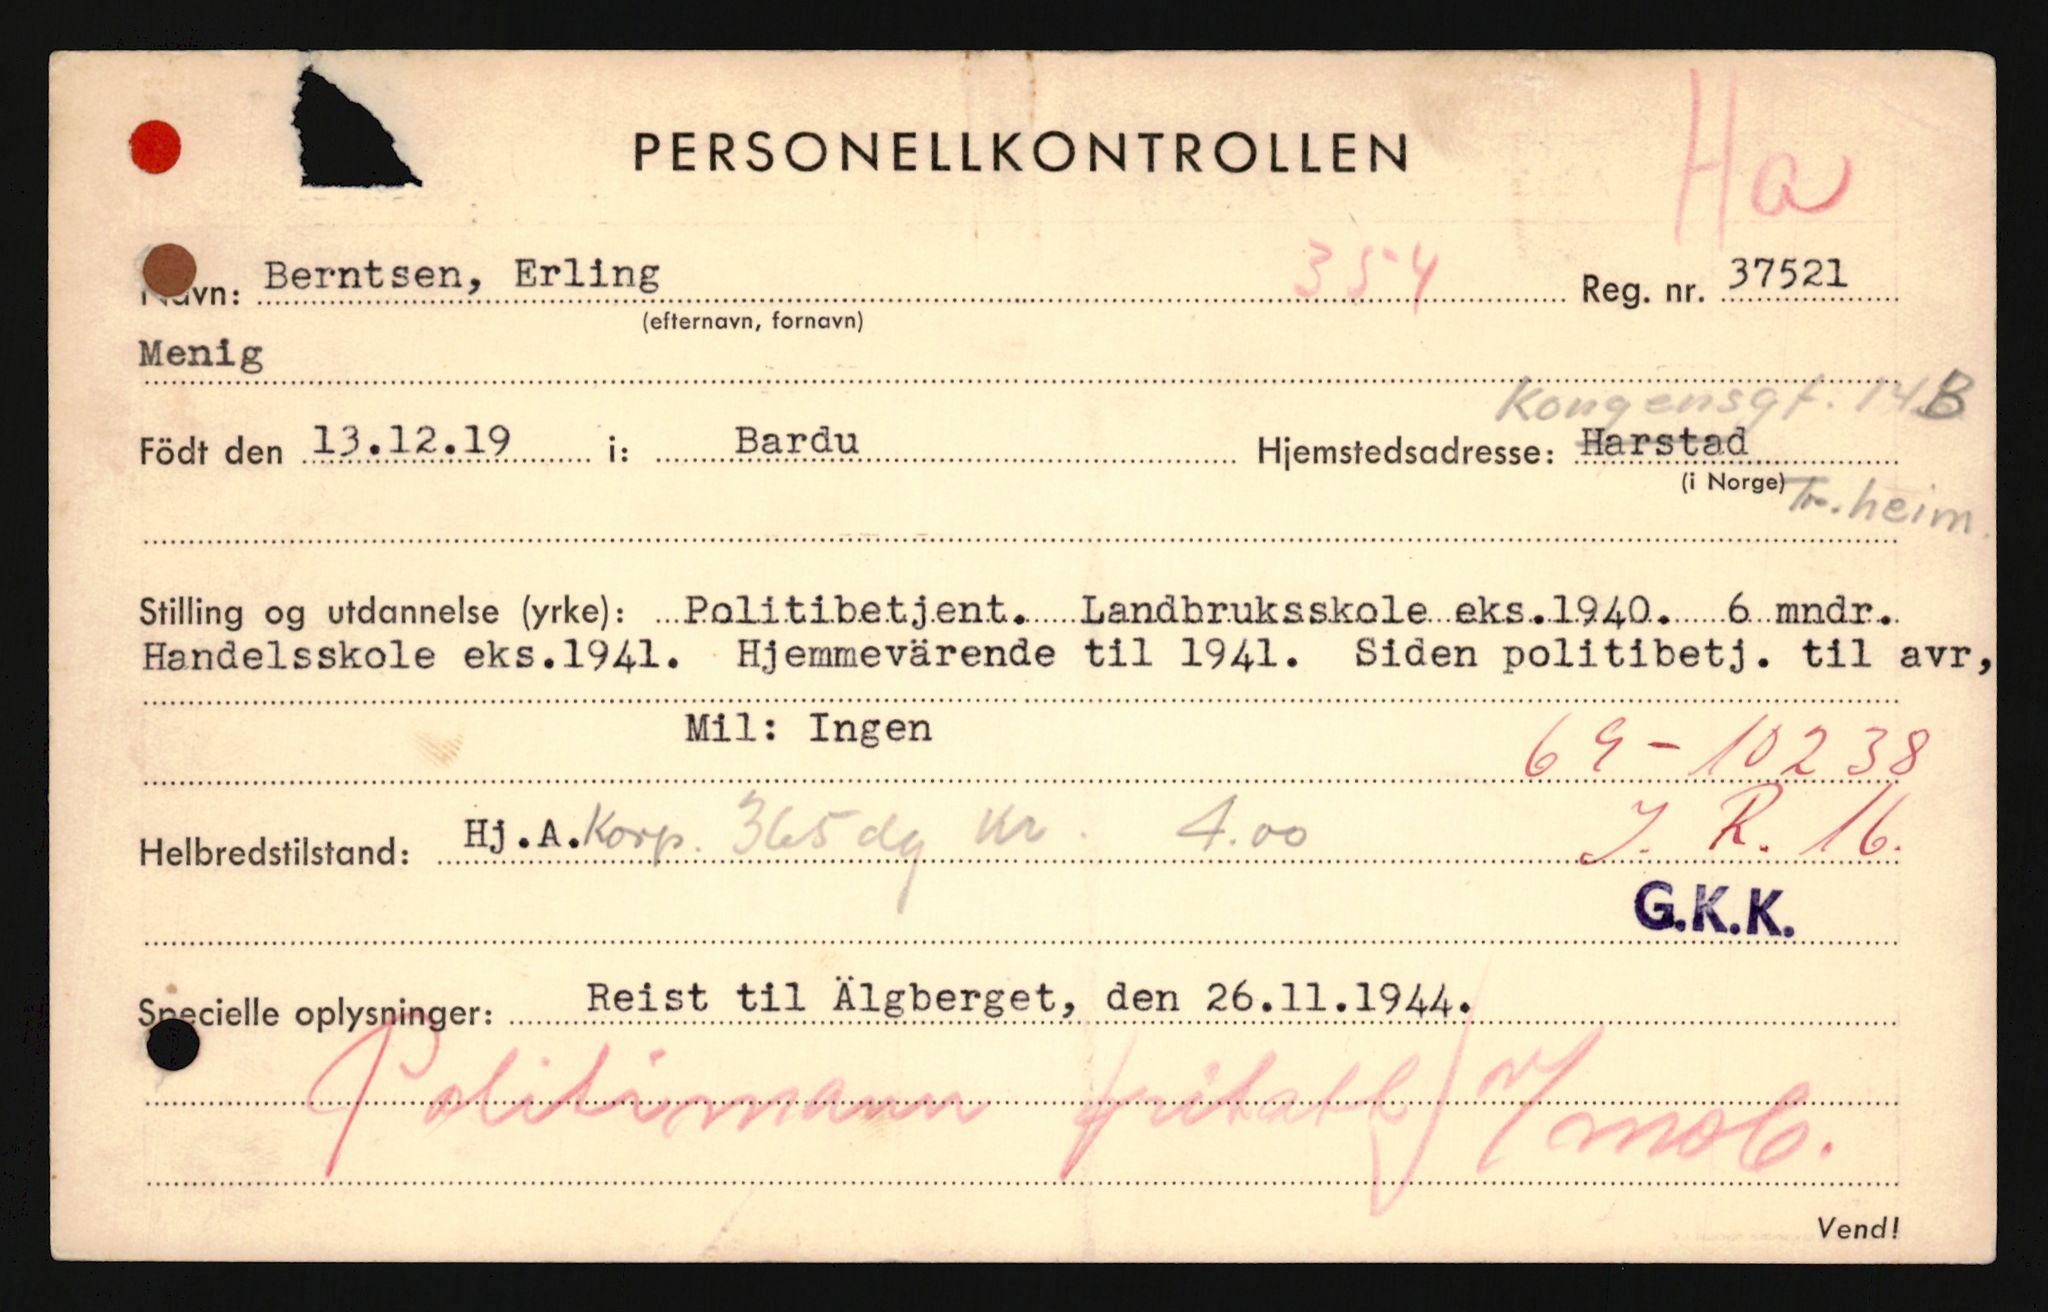 PERSONELLKONTROLLEN
Ha
Navn: Berntsen, Erling 354 Reg. nr. 37521
(efternavn, fornavn)
Menig
Kongensgt. 14B
Födt den 13.12.19 i: Bardu Hjemstedsadresse: Harstad
(i Norge) Tr.heim.
Stilling og utdannelse (yrke): Politibetjent. Landbruksskole eks.1940. 6 mndr.
Handelsskole eks.1941. Hjemmevärende til 1941. Siden politibetj. til avr,
Mil: Ingen
69-10238
Helbredstilstand: Hj.A. Korp. 365 dg Kr. 4.00 J. R. 16.
G.K.K.
Specielle oplysninger: Reist til Älgberget, den 26.11.1944.
Politimann fritatt v/mob.
Vend!